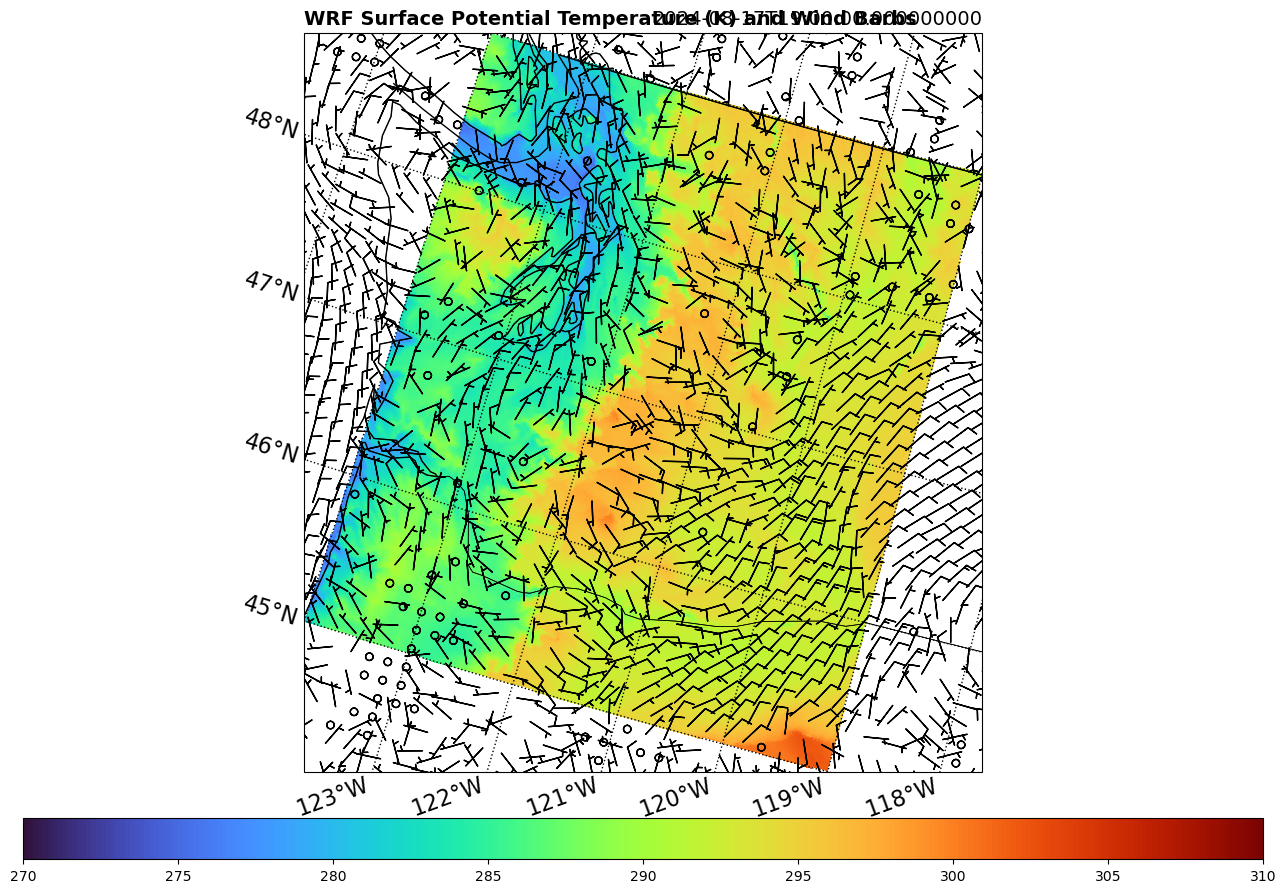 WRF Surface Potential Temperature (K) and Wind Barbs
48°N
47°N
46°N
45°N
123°W 122°W 121°W 120°W 119°W 118°W
270 275 280 285 290 295 300 305 310